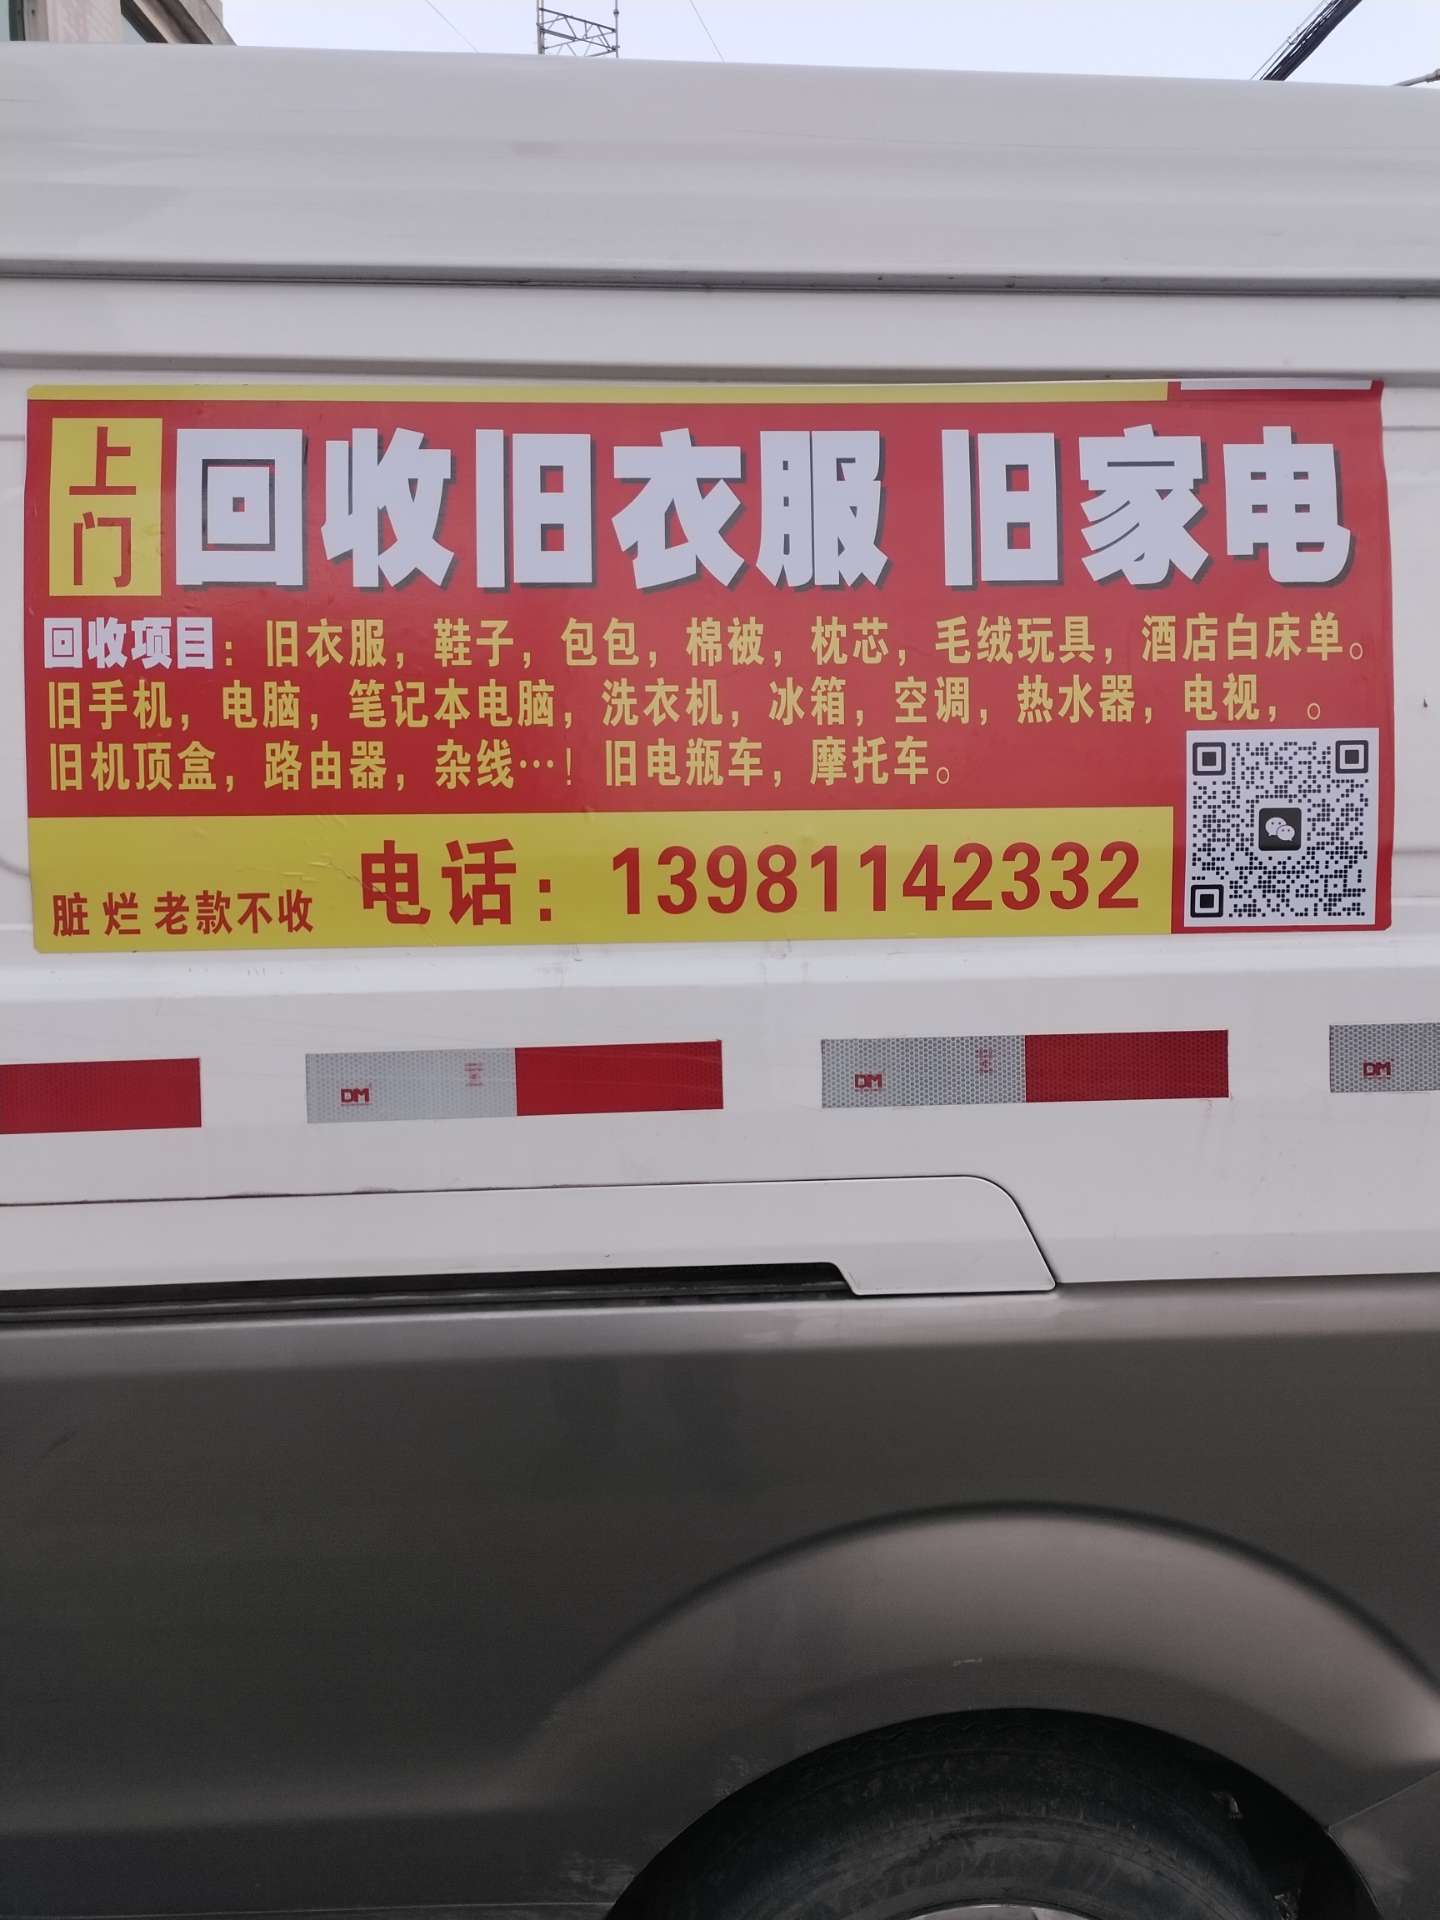 上门
回收旧衣服 旧家电
回收项目：旧衣服，鞋子，包包，棉被，枕芯，毛绒玩具，酒店白床单。
旧手机，电脑，笔记本电脑，洗衣机，冰箱，空调，热水器，电视，。
旧机顶盒，路由器，杂线…！旧电瓶车，摩托车。
脏 烂 老款不收
电话：13981142332
DM
DM
DM